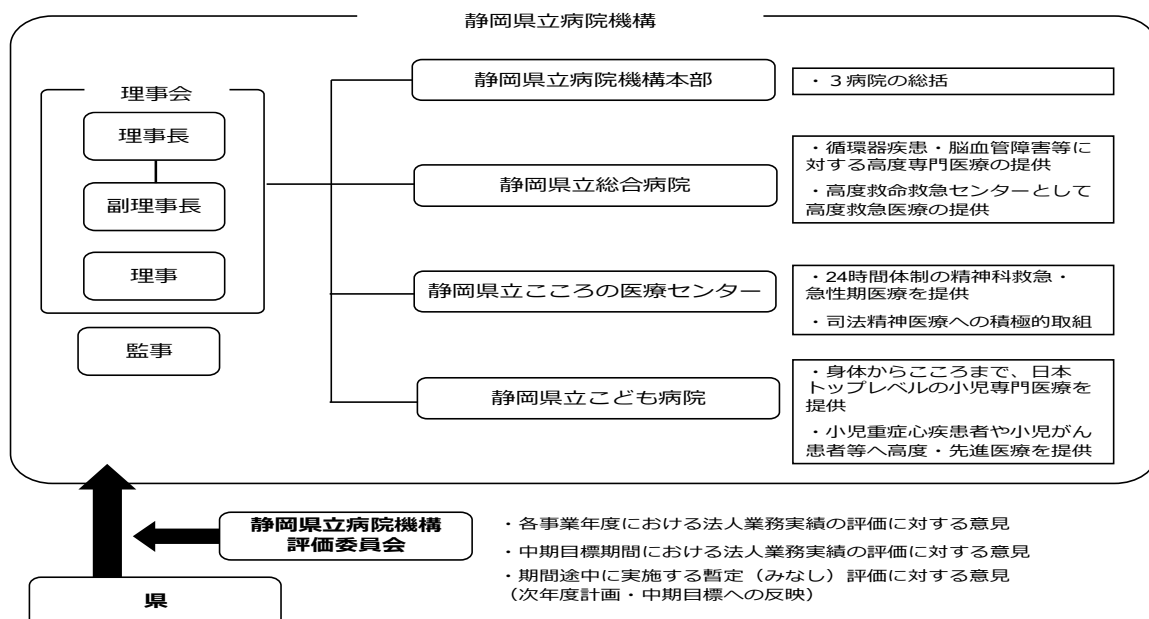 静岡県立病院機構
理事会
理事長
副理事長
理事
監事
静岡県立病院機構本部
・３病院の総括
静岡県立総合病院
・循環器疾患・脳血管障害等に
対する高度専門医療の提供
・高度救命救急センターとして
高度救急医療の提供
静岡県立こころの医療センター
・24時間体制の精神科救急・
急性期医療を提供
・司法精神医療への積極的取組
静岡県立こども病院
・身体からこころまで、日本
トップレベルの小児専門医療を
提供
・小児重症心疾患者や小児がん
患者等へ高度・先進医療を提供
静岡県立病院機構
評価委員会
・各事業年度における法人業務実績の評価に対する意見
・中期目標期間における法人業務実績の評価に対する意見
・期間途中に実施する暫定（みなし）評価に対する意見
（次年度計画・中期目標への反映）
県